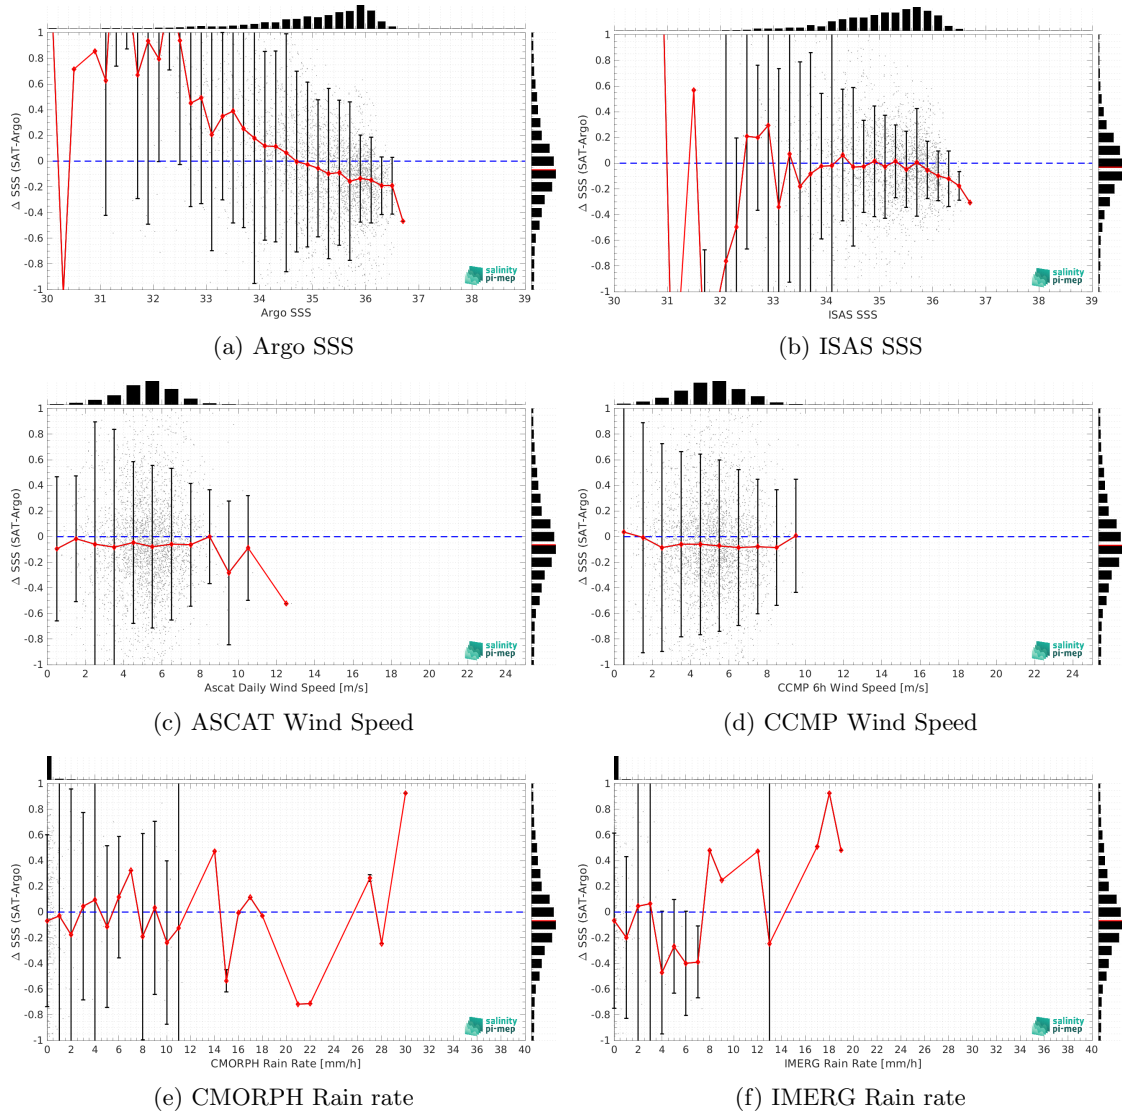 1
0.8
0.6
0.4
0.2
0
-0.2
-0.4
-0.6
-0.8
-1
Δ SSS (SAT-Argo)
30 31 32 33 34 35 36 37 38 39
Argo SSS
salinity
pi-mep
(a) Argo SSS
1
0.8
0.6
0.4
0.2
0
-0.2
-0.4
-0.6
-0.8
-1
Δ SSS (SAT-Argo)
30 31 32 33 34 35 36 37 38 39
ISAS SSS
salinity
pi-mep
(b) ISAS SSS
1
0.8
0.6
0.4
0.2
0
-0.2
-0.4
-0.6
-0.8
-1
Δ SSS (SAT-Argo)
0 2 4 6 8 10 12 14 16 18 20 22 24
Ascat Daily Wind Speed [m/s]
salinity
pi-mep
(c) ASCAT Wind Speed
1
0.8
0.6
0.4
0.2
0
-0.2
-0.4
-0.6
-0.8
-1
Δ SSS (SAT-Argo)
0 2 4 6 8 10 12 14 16 18 20 22 24
CCMP 6h Wind Speed [m/s]
salinity
pi-mep
(d) CCMP Wind Speed
1
0.8
0.6
0.4
0.2
0
-0.2
-0.4
-0.6
-0.8
-1
Δ SSS (SAT-Argo)
0 2 4 6 8 10 12 14 16 18 20 22 24 26 28 30 32 34 36 38 40
CMORPH Rain Rate [mm/h]
salinity
pi-mep
(e) CMORPH Rain rate
1
0.8
0.6
0.4
0.2
0
-0.2
-0.4
-0.6
-0.8
-1
Δ SSS (SAT-Argo)
0 2 4 6 8 10 12 14 16 18 20 22 24 26 28 30 32 34 36 38 40
IMERG Rain Rate [mm/h]
salinity
pi-mep
(f) IMERG Rain rate